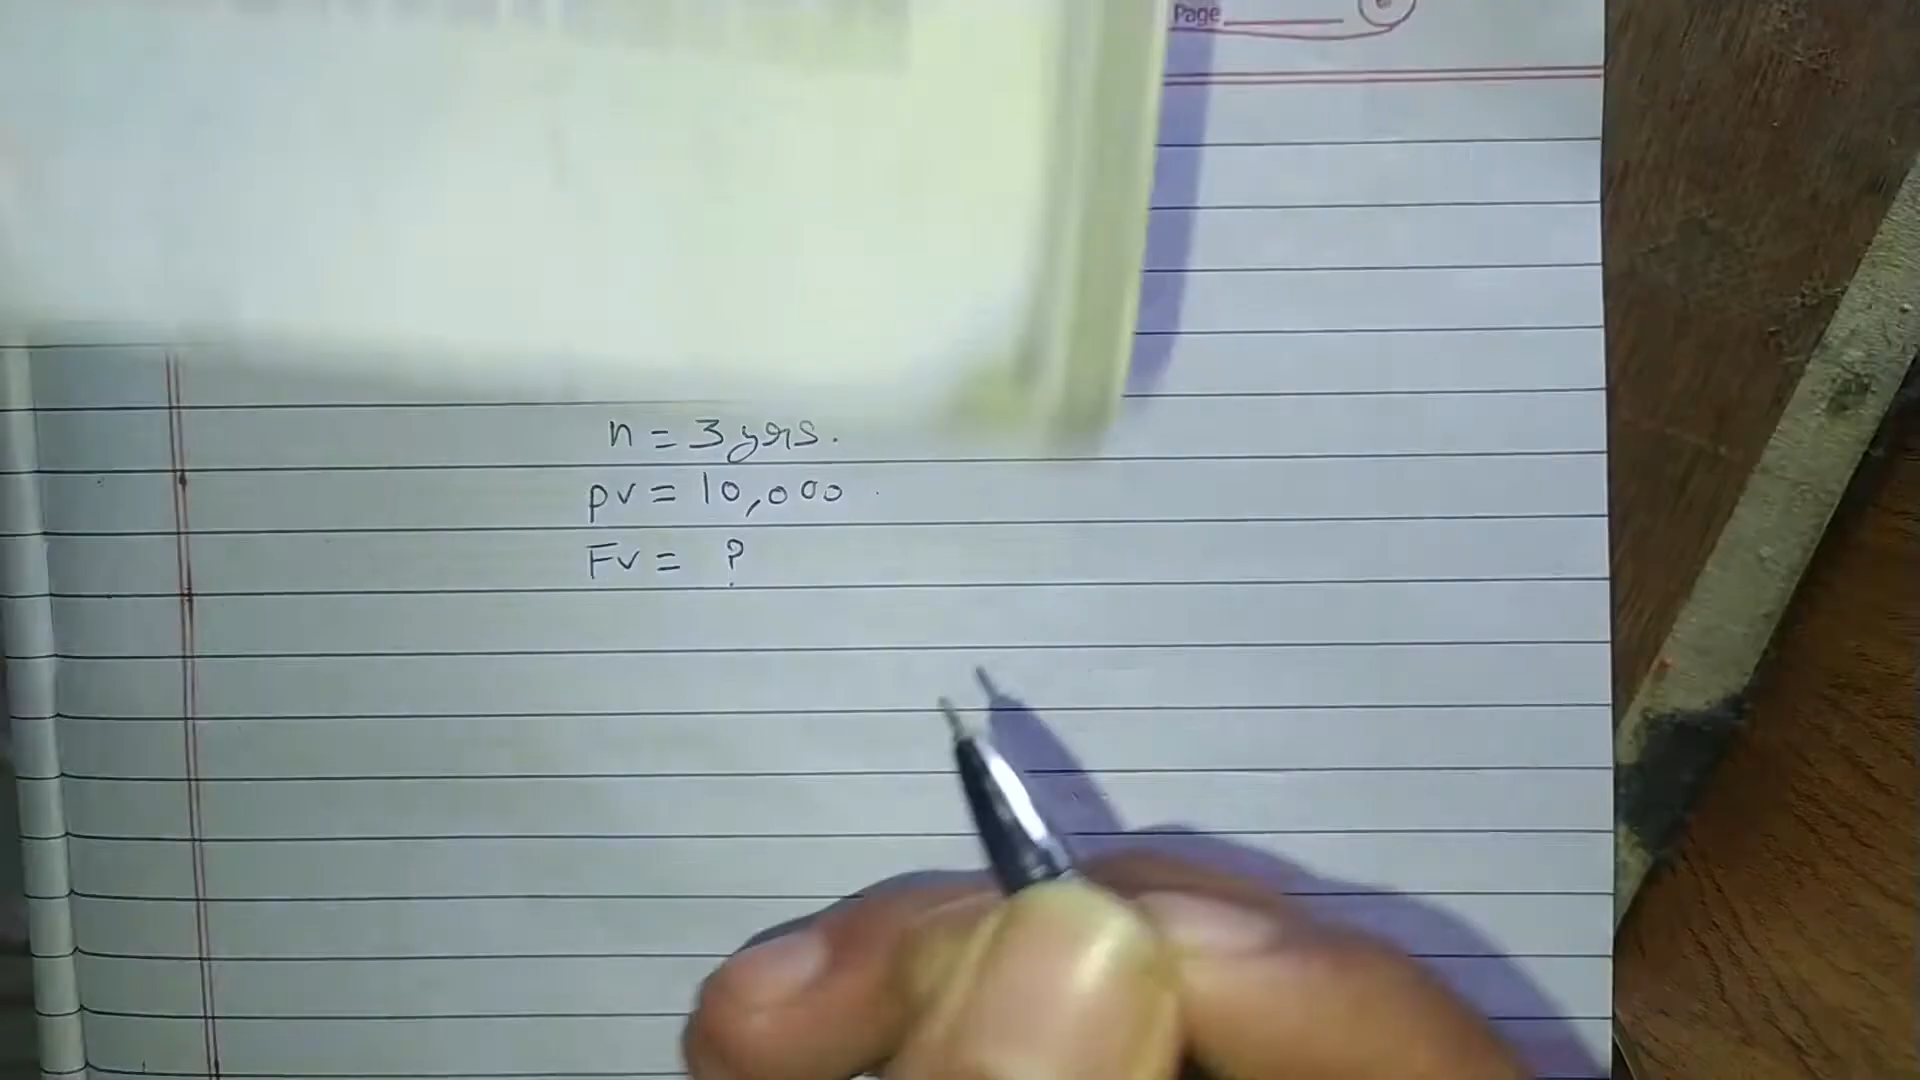 Page
n = 3 yrs.
PV = 10,000
FV = ?